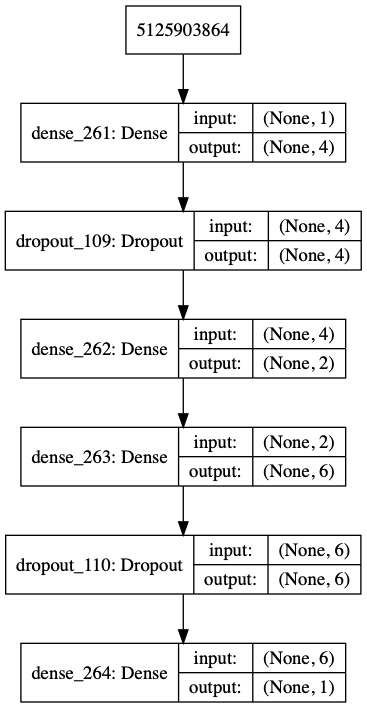 5125903864
dense_261: Dense
input: (None, 1)
output: (None, 4)
dropout_109: Dropout
input: (None, 4)
output: (None, 4)
dense_262: Dense
input: (None, 4)
output: (None, 2)
dense_263: Dense
input: (None, 2)
output: (None, 6)
dropout_110: Dropout
input: (None, 6)
output: (None, 6)
dense_264: Dense
input: (None, 6)
output: (None, 1)